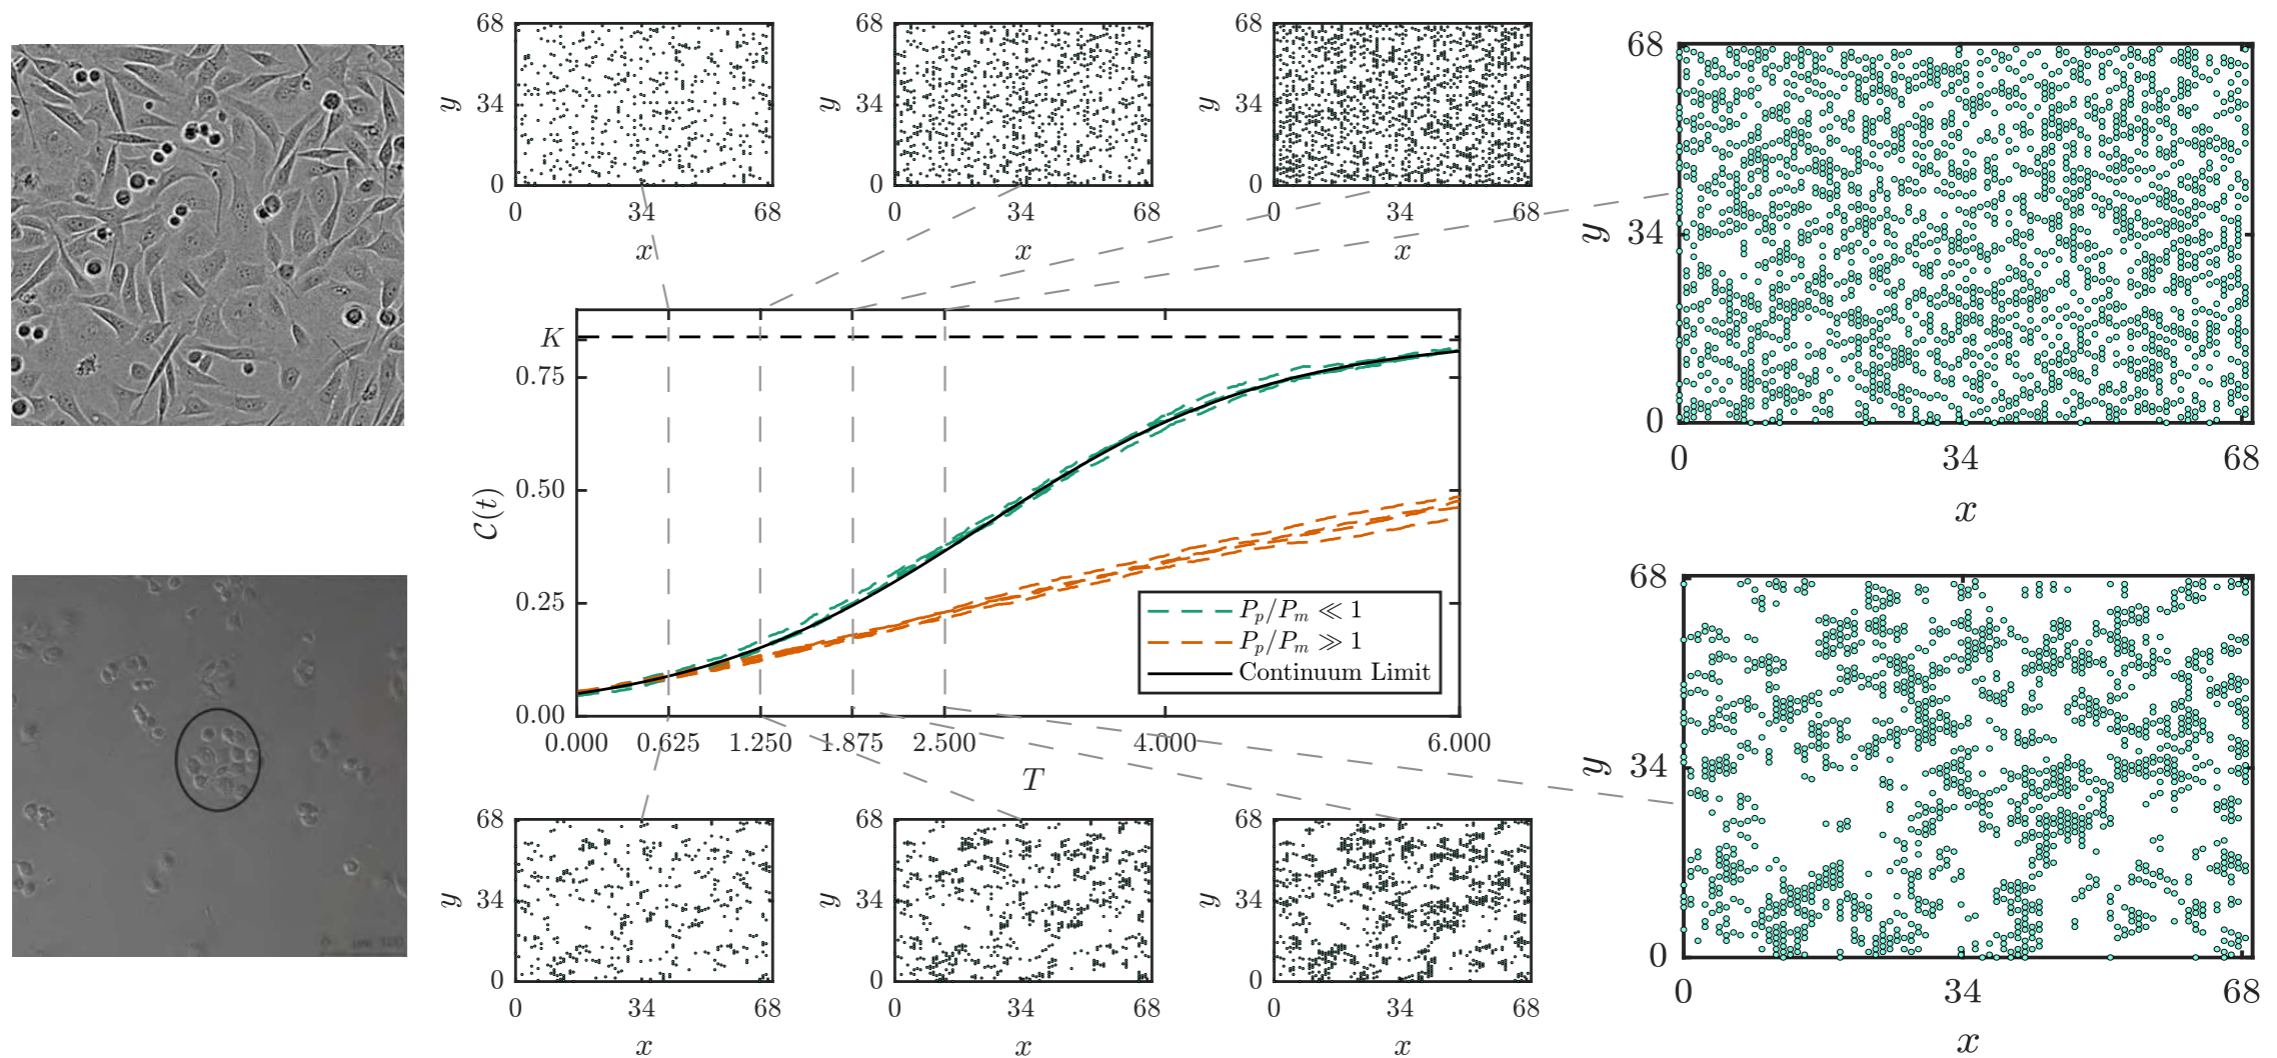 68
34
0
y
0 34 68
x
68
34
0
y
0 34 68
x
68
34
0
y
0 34 68
x
68
34
0
y
0 34 68
x
K
0.75
0.50
0.25
0.00
C(t)
0.000 0.625 1.250 1.875 2.500 4.000 6.000
T
P_p/P_m ≪ 1
P_p/P_m ≫ 1
Continuum Limit
68
34
0
y
0 34 68
x
68
34
0
y
0 34 68
x
68
34
0
y
0 34 68
x
68
34
0
y
0 34 68
x